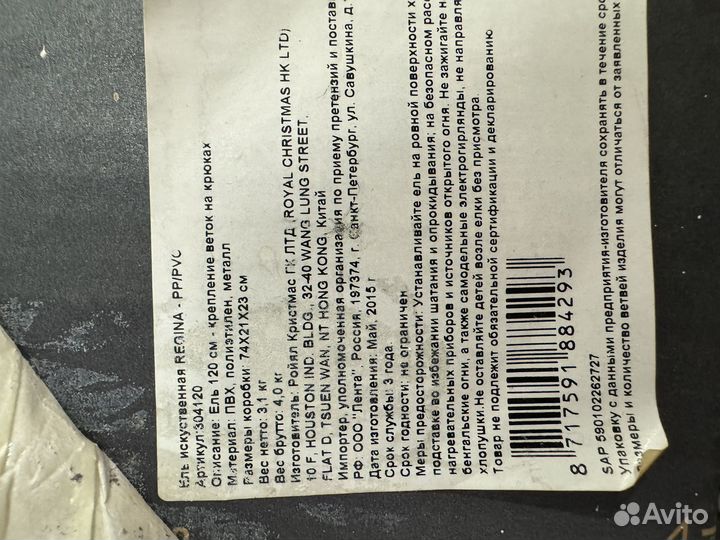 Ель искуственная REGINA - PP/PVC
Артикул:304120
Описание: Ель 120 см - крепление веток на крюках
Материал: ПВХ, полиэтилен, металл
Размеры коробки: 74X21X23 см
Вес нетто: 3,1 кг
Вес брутто: 4,0 кг
Изготовитель: Ройял Кристмас ГК ЛТД (ROYAL CHRISTMAS HK LTD)
10 F, HOUSTON IND. BLDG., 32-40 WANG LUNG STREET,
FLAT D, TSUEN WAN, NT HONG KONG, Китай
Импортер, уполномоченная организация по приему претензий и постав
РФ: ООО "Лента", Россия, 197374, г. Санкт-Петербург, ул. Савушкина, д.
Дата изготовления: Май, 2015 г
Срок службы: 3 года.
Срок годности: не ограничен
Меры предосторожности: Устанавливайте ель на ровной поверхности х
подставке во избежании шатания и опрокидывания; на безопасном рас
нагревательных приборов и источников открытого огня. Не зажигайте н
бенгальские огни, а также самодельные электрогирлянды, не направля
хлопушки.Не оставляйте детей возле елки без присмотра.
Товар не подлежит обязательной сертификации и декларированию
8 717591 884293
SAP 590102262727
Упаковку с данными предприятия-изготовителя сохранять в течение сро
Размеры и количество ветвей изделия могут отличаться от заявленных
Avito